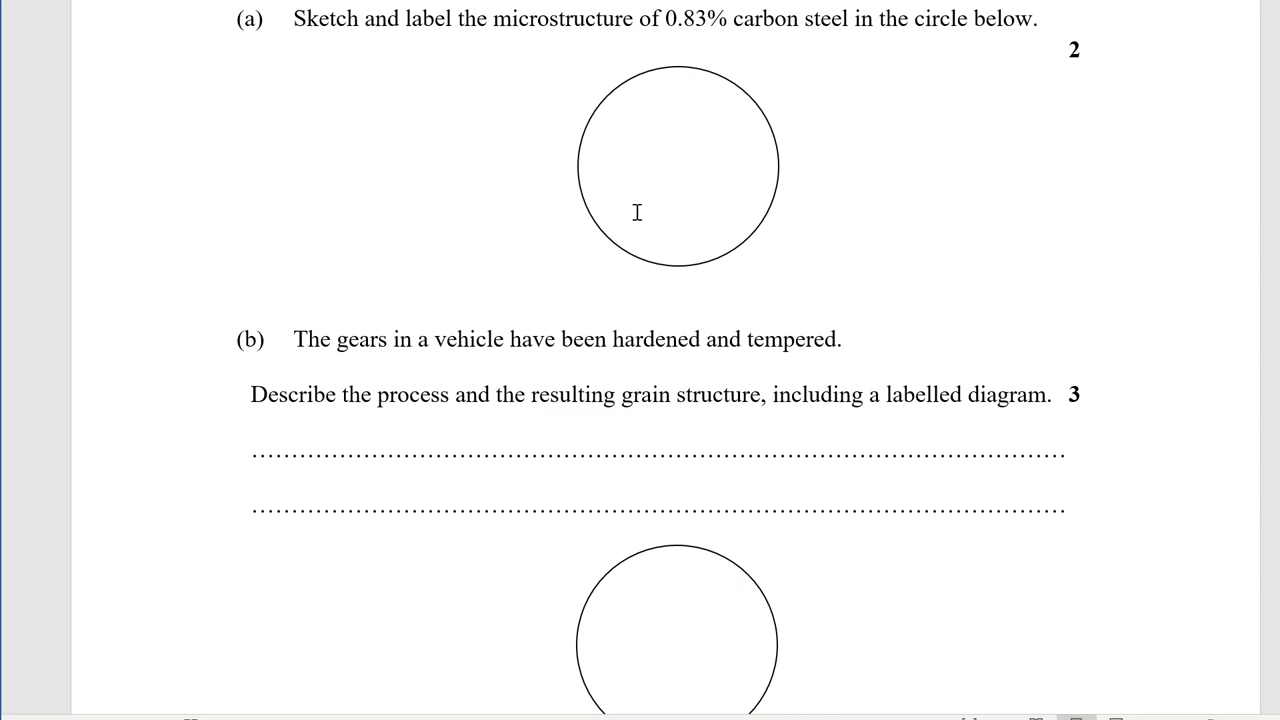 (a) Sketch and label the microstructure of 0.83% carbon steel in the circle below.
2
(b) The gears in a vehicle have been hardened and tempered.
Describe the process and the resulting grain structure, including a labelled diagram. 3